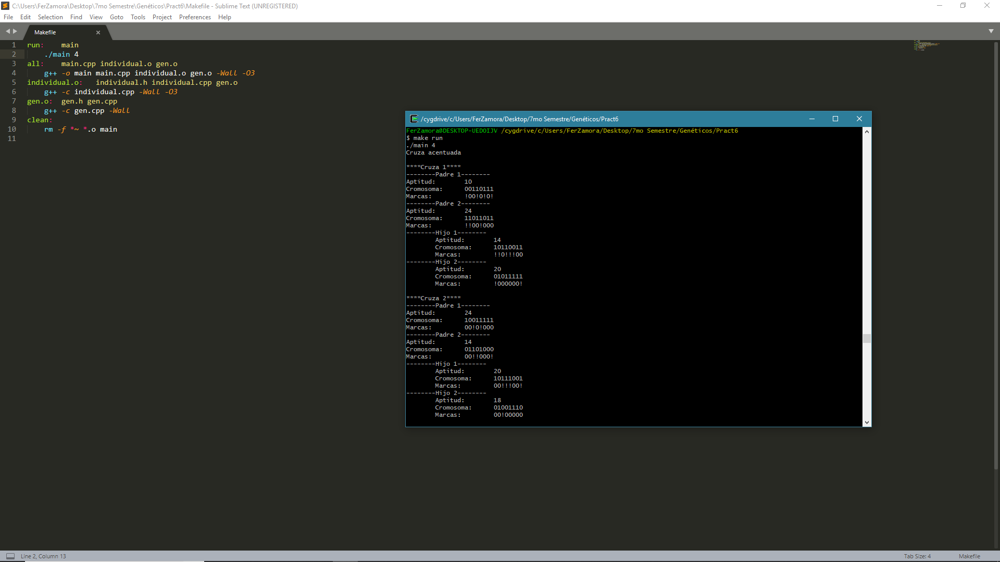 C:\Users\FerZamora\Desktop\7mo Semestre\Genéticos\Pract6\Makefile - Sublime Text (UNREGISTERED)
File Edit Selection Find View Goto Tools Project Preferences Help
Makefile
1 run: main
2 ./main 4
3 all: main.cpp individual.o gen.o
4 g++ -o main main.cpp individual.o gen.o -Wall -O3
5 individual.o: individual.h individual.cpp gen.o
6 g++ -c individual.cpp -Wall -O3
7 gen.o: gen.h gen.cpp
8 g++ -c gen.cpp -Wall
9 clean:
10 rm -f *~ *.o main
11
/cygdrive/c/Users/FerZamora/Desktop/7mo Semestre/Genéticos/Pract6
FerZamora@DESKTOP-UEDOIJV /cygdrive/c/Users/FerZamora/Desktop/7mo Semestre/Genéticos/Pract6
$ make run
./main 4
Cruza acentuada
****Cruza 1****
--------Padre 1--------
Aptitud: 10
Cromosoma: 00110111
Marcas: !00!0!0!
--------Padre 2--------
Aptitud: 24
Cromosoma: 11011011
Marcas: !!00!000
--------Hijo 1--------
Aptitud: 14
Cromosoma: 10110011
Marcas: !!0!!!00
--------Hijo 2--------
Aptitud: 20
Cromosoma: 01011111
Marcas: !000000!
****Cruza 2****
--------Padre 1--------
Aptitud: 24
Cromosoma: 10011111
Marcas: 00!0!000
--------Padre 2--------
Aptitud: 14
Cromosoma: 01101000
Marcas: 00!!000!
--------Hijo 1--------
Aptitud: 20
Cromosoma: 10111001
Marcas: 00!!!00!
--------Hijo 2--------
Aptitud: 18
Cromosoma: 01001110
Marcas: 00!00000
Line 2, Column 13
Tab Size: 4
Makefile